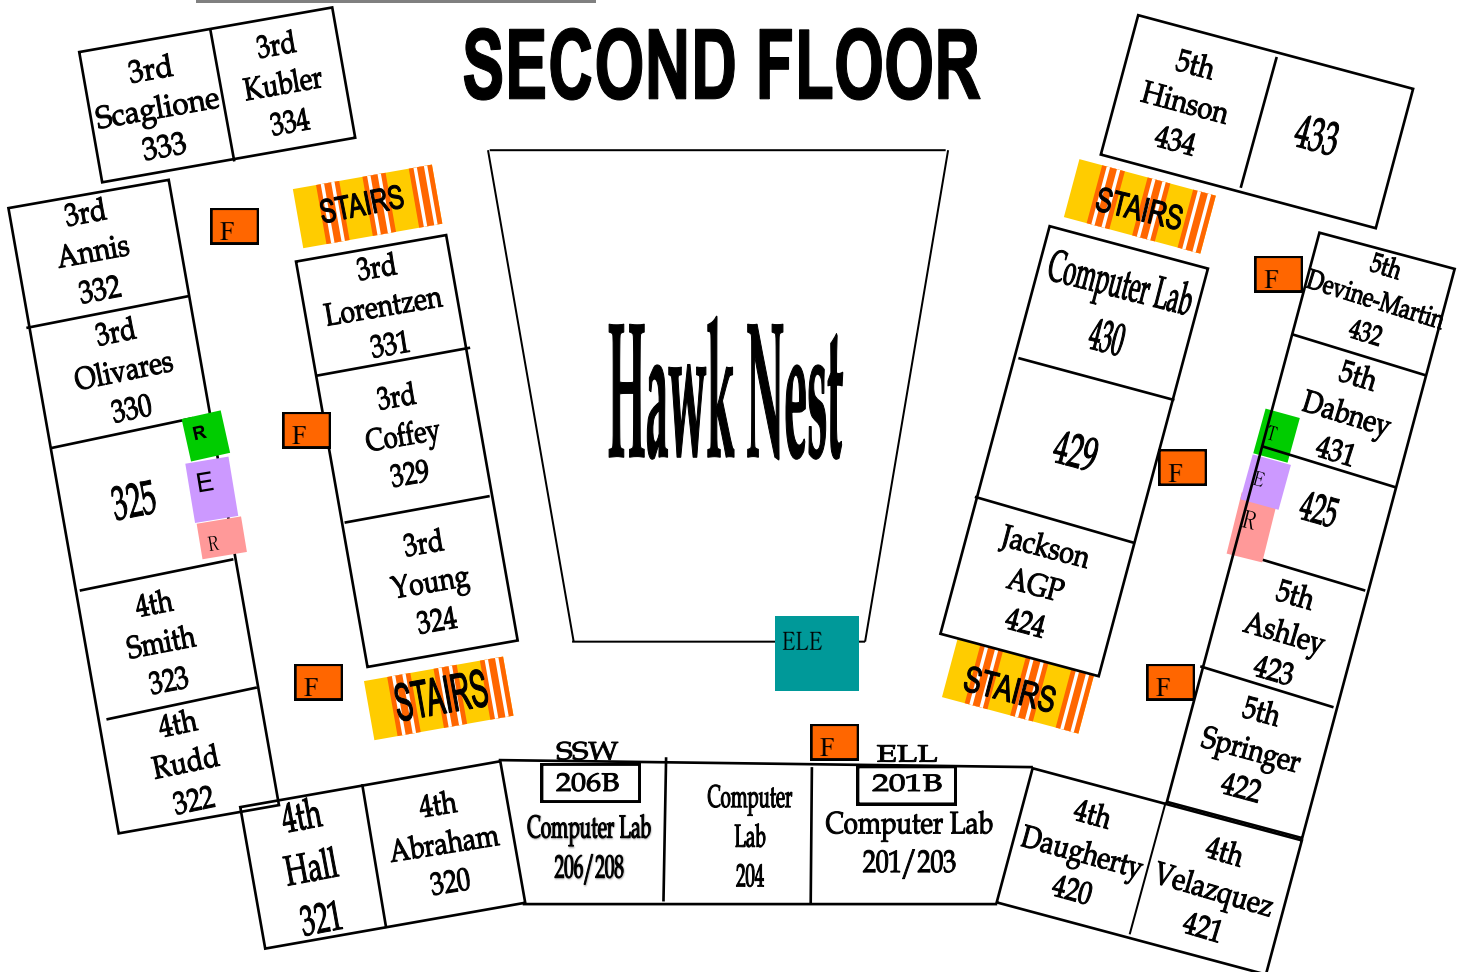 SECOND FLOOR
3rd
Scaglione
333
3rd
Kubler
334
5th
Hinson
434
433
3rd
Annis
332
F
STAIRS
STAIRS
F
3rd
Olivares
330
3rd
Lorentzen
331
Hawk Nest
Computer Lab
430
5th
Devine-Martin
432
325
R
E
R
F
3rd
Coffey
329
429
F
5th
Dabney
431
T
E
R
425
4th
Smith
323
3rd
Young
324
ELE
Jackson
AGP
424
5th
Ashley
423
F
STAIRS
STAIRS
F
4th
Rudd
322
5th
Springer
422
F
SSW
206B
ELL
201B
4th
Hall
321
4th
Abraham
320
Computer Lab
206/208
Computer
Lab
204
Computer Lab
201/203
4th
Daugherty
420
4th
Velazquez
421